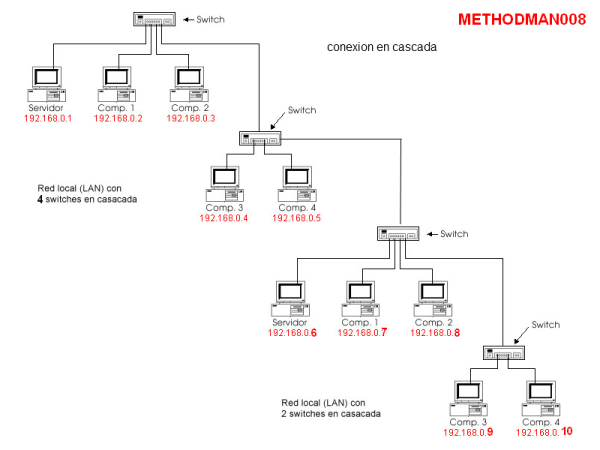 METHODMAN008
Switch
conexion en cascada
Servidor
192.168.0.1
Comp. 1
192.168.0.2
Comp. 2
192.168.0.3
Switch
Comp. 3
192.168.0.4
Comp. 4
192.168.0.5
Red local (LAN) con
4 switches en casacada
Switch
Servidor
192.168.0.6
Comp. 1
192.168.0.7
Comp. 2
192.168.0.8
Switch
Comp. 3
192.168.0.9
Comp. 4
192.168.0.10
Red local (LAN) con
2 switches en casacada